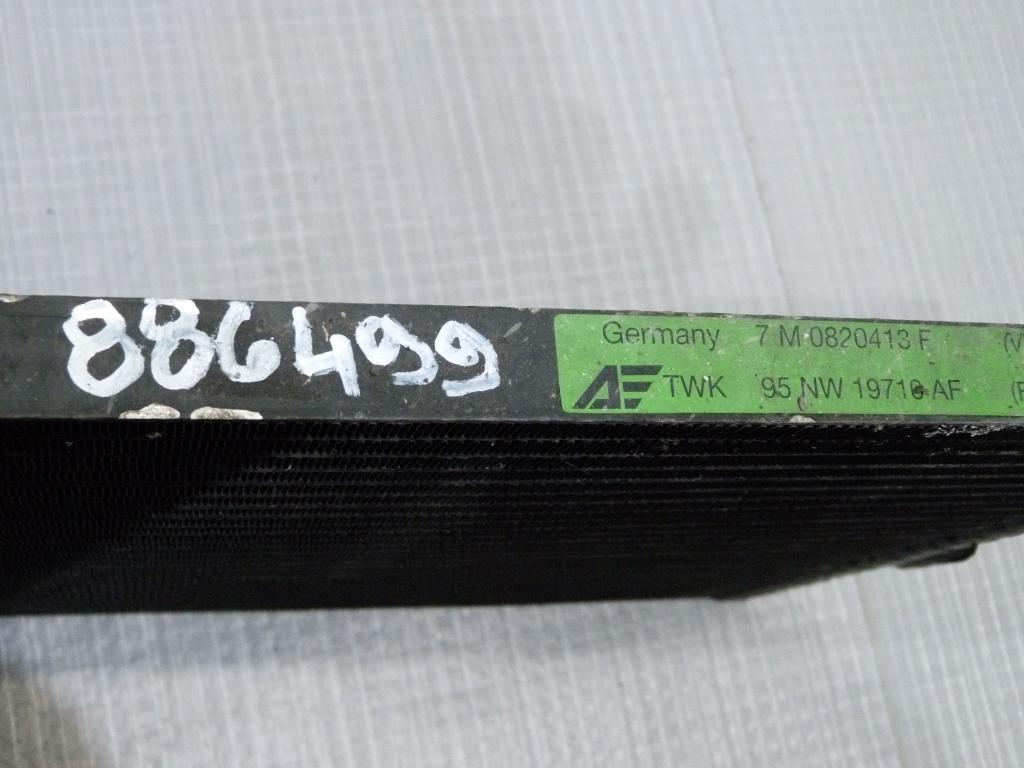 886499
Germany 7 M 0820413 F (V
AE TWK 95 NW 19710 AF (F